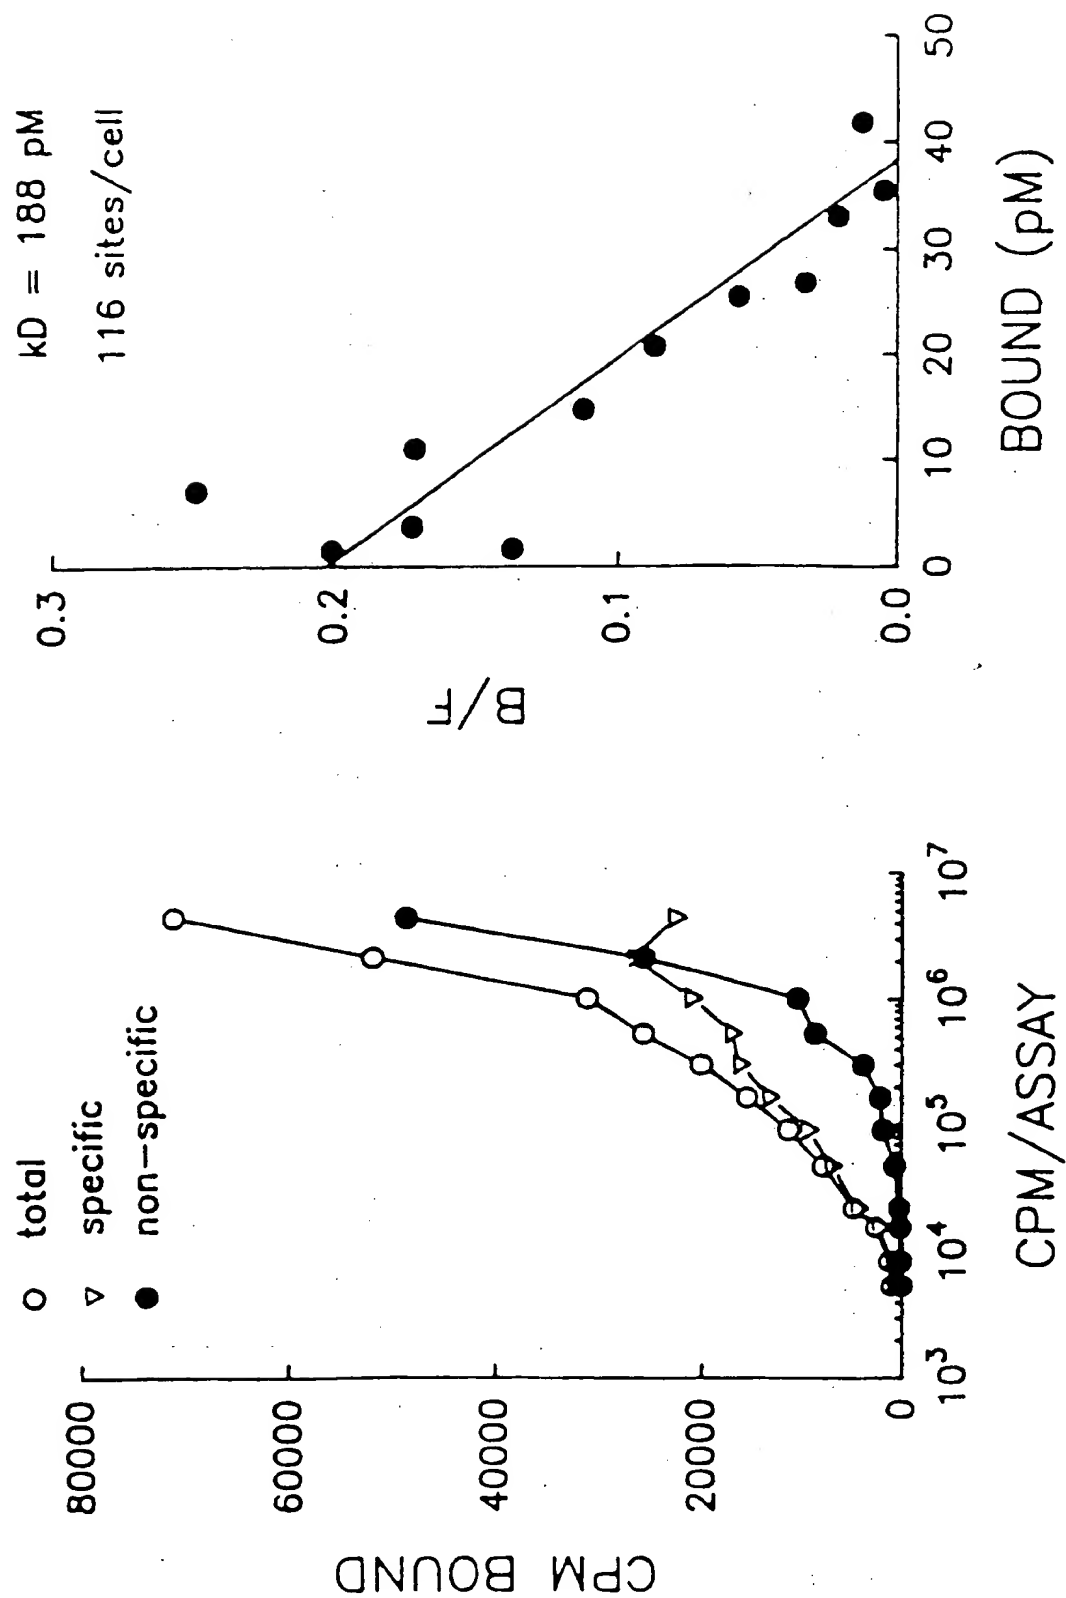 ○ total
▽ specific
● non-specific
80000
60000
40000
20000
0
CPM BOUND
10³
10⁴
10⁵
10⁶
10⁷
CPM/ASSAY
kD = 188 pM
116 sites/cell
0.3
0.2
0.1
0.0
B/F
0
10
20
30
40
50
BOUND (pM)